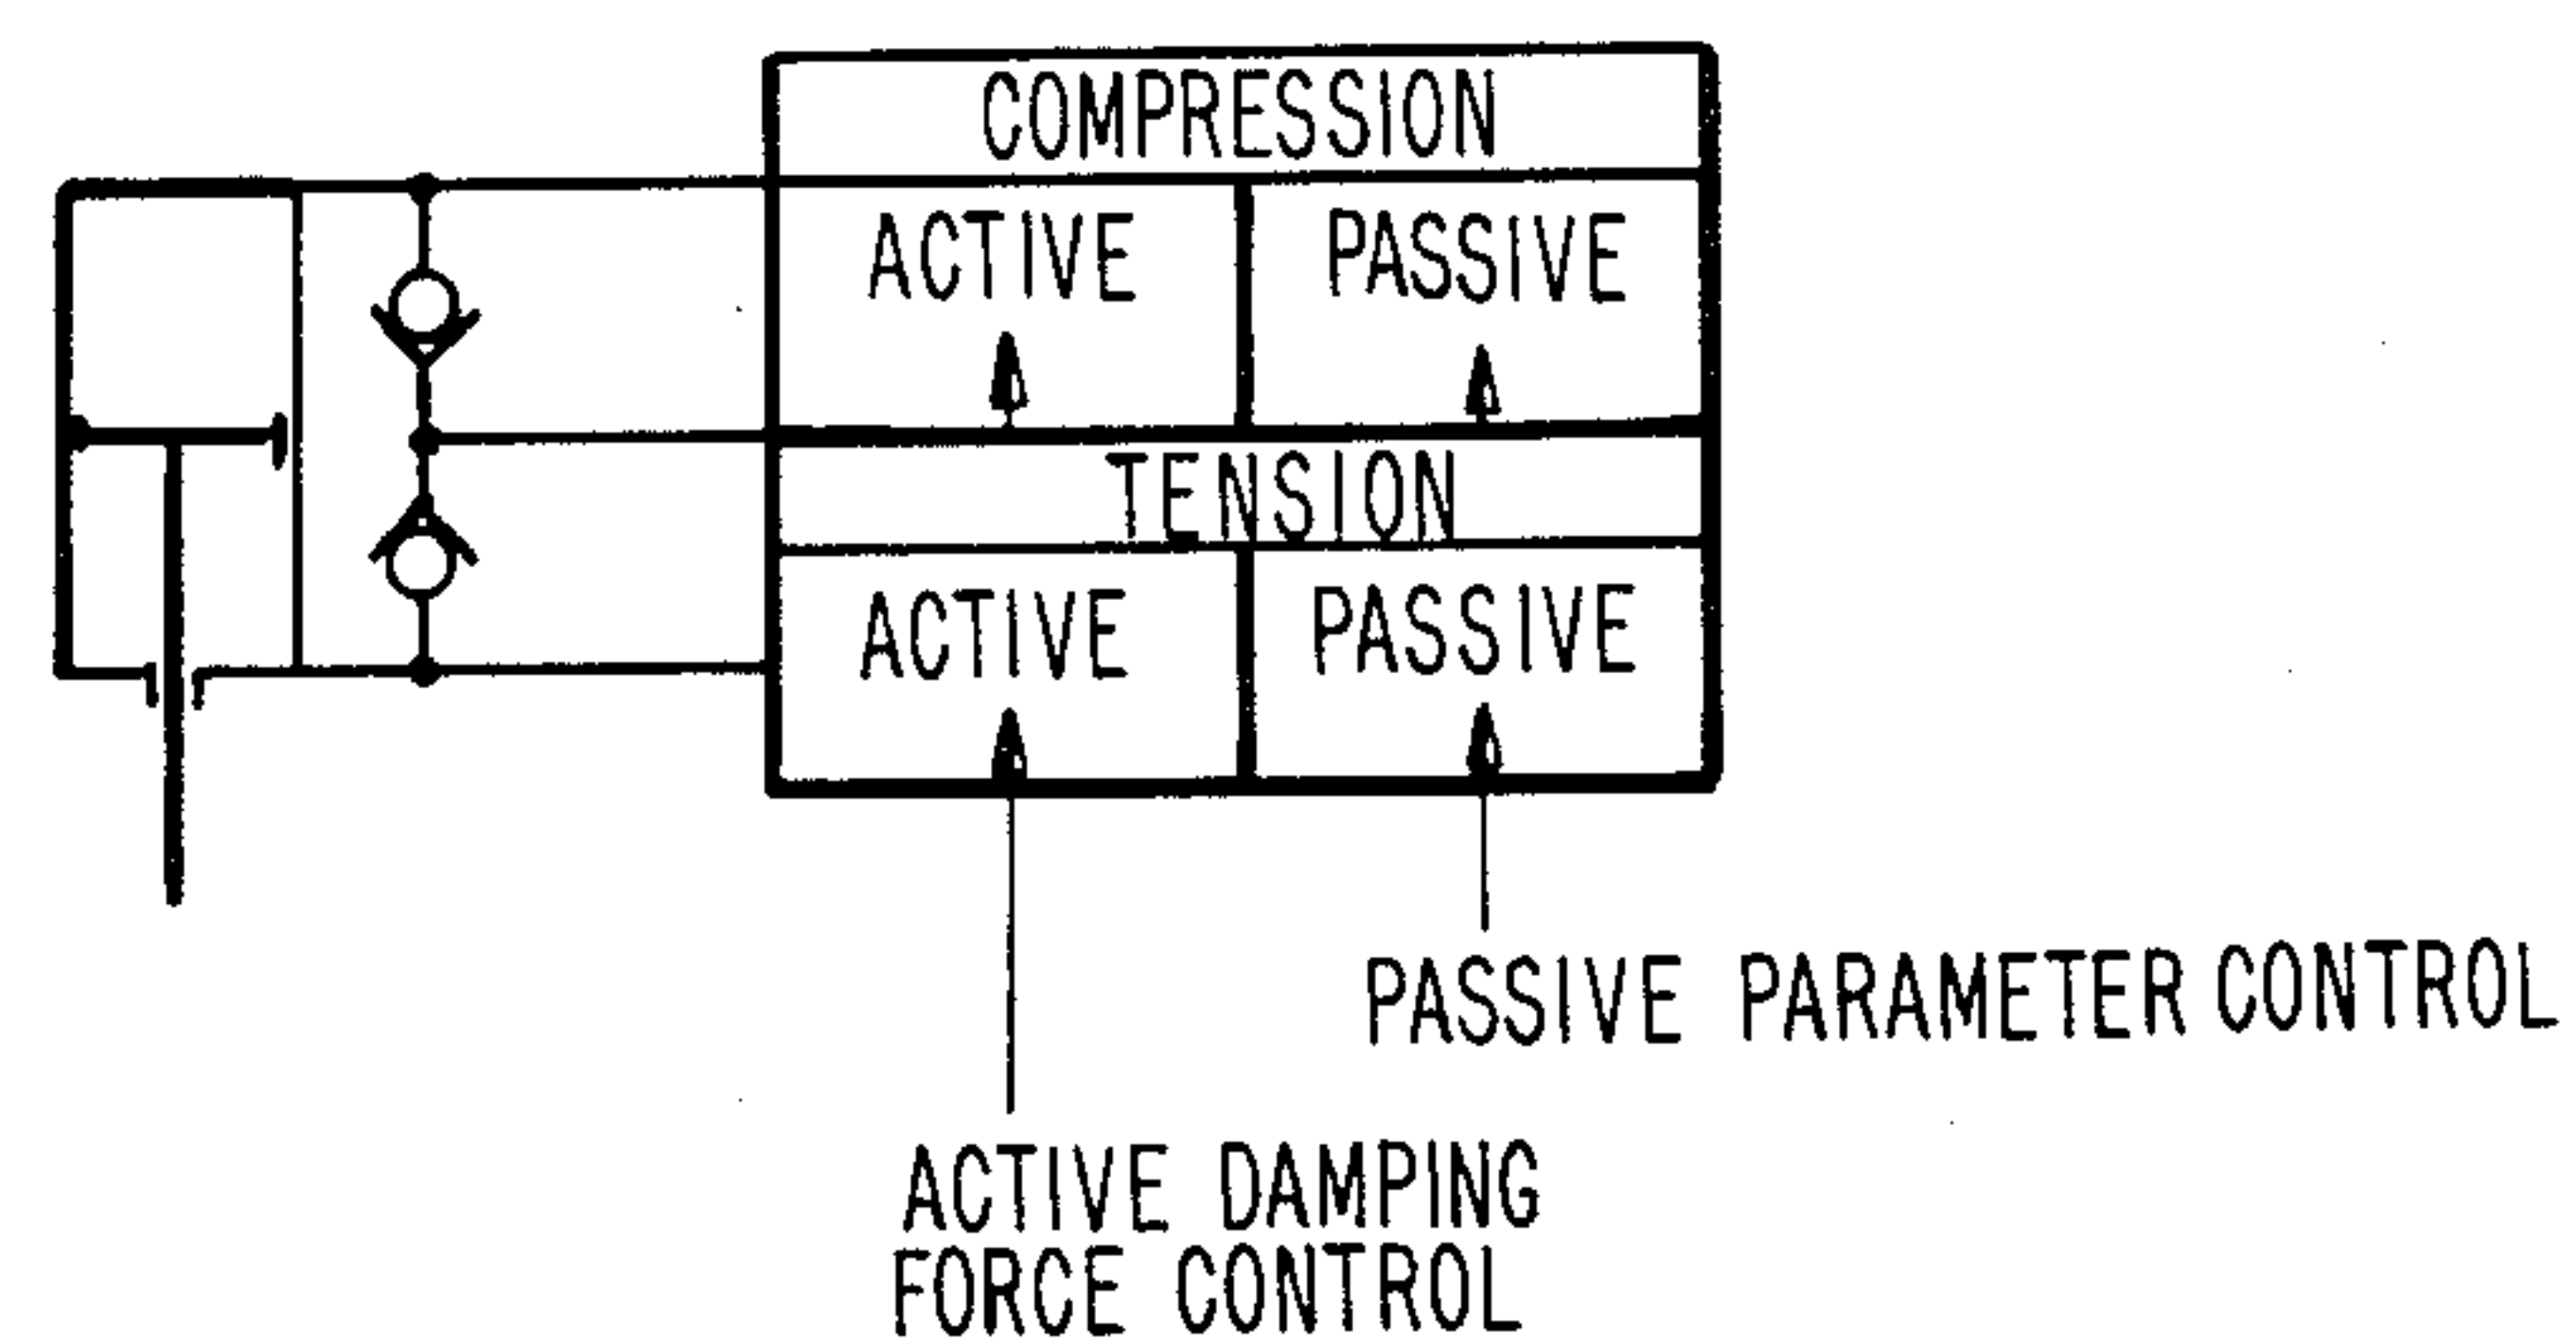 COMPRESSION
ACTIVE PASSIVE
TENSION
ACTIVE PASSIVE
PASSIVE PARAMETER CONTROL
ACTIVE DAMPING
FORCE CONTROL